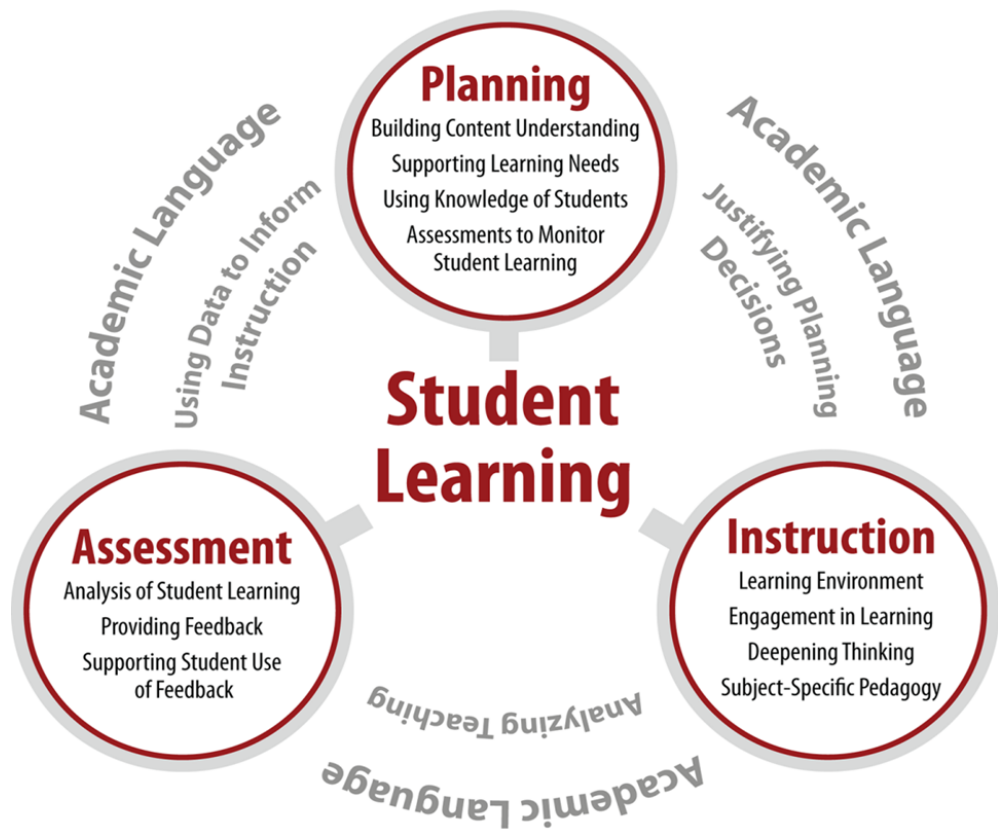 Planning
Building Content Understanding
Supporting Learning Needs
Using Knowledge of Students
Assessments to Monitor
Student Learning
Academic Language
Using Data to Inform
Instruction
Academic Language
Justifying Planning
Decisions
Student
Learning
Assessment
Analysis of Student Learning
Providing Feedback
Supporting Student Use
of Feedback
Instruction
Learning Environment
Engagement in Learning
Deepening Thinking
Subject-Specific Pedagogy
Analyzing Teaching
Academic Language